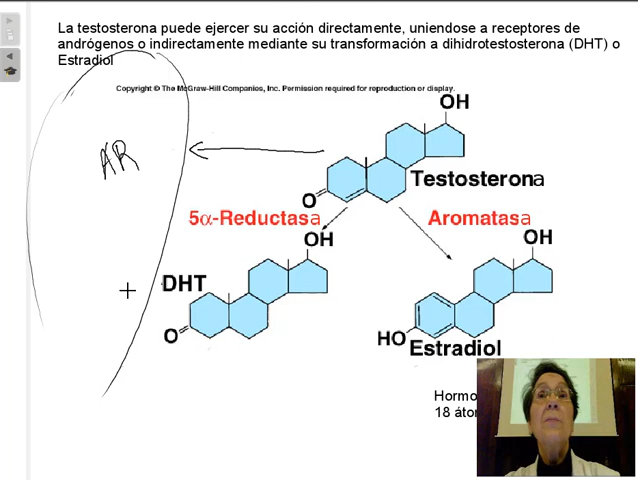 La testosterona puede ejercer su acción directamente, uniendose a receptores de
andrógenos o indirectamente mediante su transformación a dihidrotestosterona (DHT) o
Estradiol
Copyright © The McGraw-Hill Companies, Inc. Permission required for reproduction or display.
OH
AR
Testosterona
O
5α-Reductasa
Aromatasa
OH
OH
DHT
O
HO
Estradiol
18